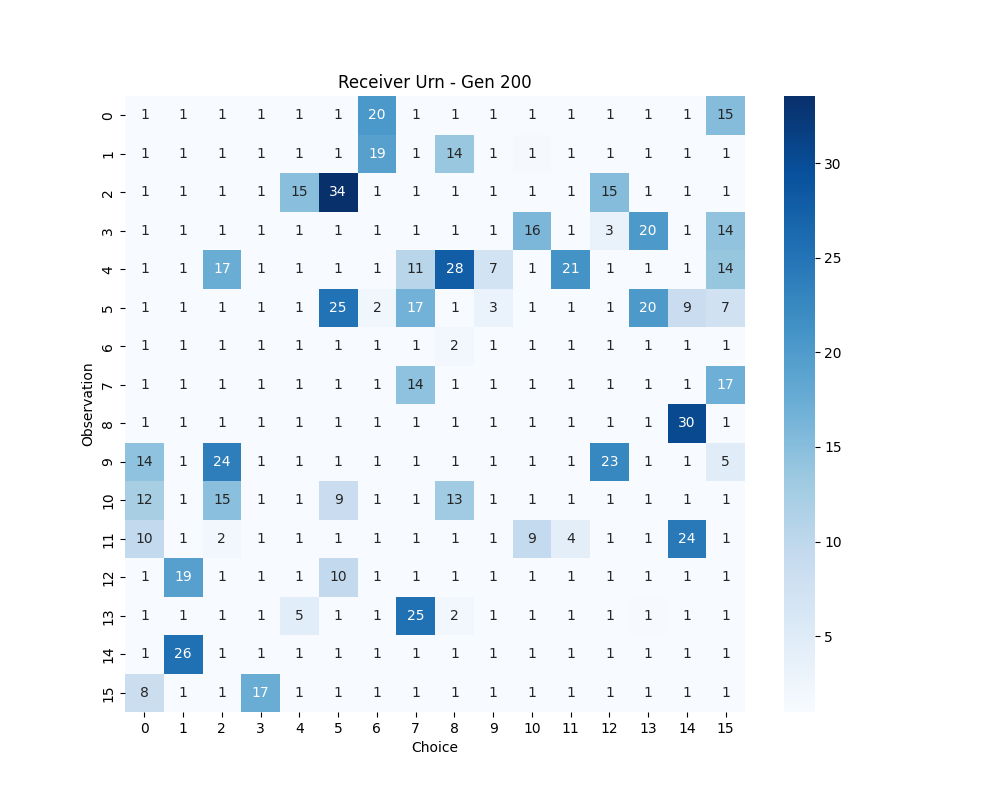 Receiver Urn - Gen 200
0 1 1 1 1 1 1 20 1 1 1 1 1 1 1 1 15
1 1 1 1 1 1 1 19 1 14 1 1 1 1 1 1 1
2 1 1 1 1 15 34 1 1 1 1 1 1 15 1 1 1
3 1 1 1 1 1 1 1 1 1 1 16 1 3 20 1 14
4 1 1 17 1 1 1 1 11 28 7 1 21 1 1 1 14
5 1 1 1 1 1 25 2 17 1 3 1 1 1 20 9 7
6 1 1 1 1 1 1 1 1 2 1 1 1 1 1 1 1
7 1 1 1 1 1 1 1 14 1 1 1 1 1 1 1 17
8 1 1 1 1 1 1 1 1 1 1 1 1 1 1 30 1
9 14 1 24 1 1 1 1 1 1 1 1 1 23 1 1 5
10 12 1 15 1 1 9 1 1 13 1 1 1 1 1 1 1
11 10 1 2 1 1 1 1 1 1 1 9 4 1 1 24 1
12 1 19 1 1 1 10 1 1 1 1 1 1 1 1 1 1
13 1 1 1 1 5 1 1 25 2 1 1 1 1 1 1 1
14 1 26 1 1 1 1 1 1 1 1 1 1 1 1 1 1
15 8 1 1 17 1 1 1 1 1 1 1 1 1 1 1 1
0 1 2 3 4 5 6 7 8 9 10 11 12 13 14 15
Choice
Observation
30
25
20
15
10
5